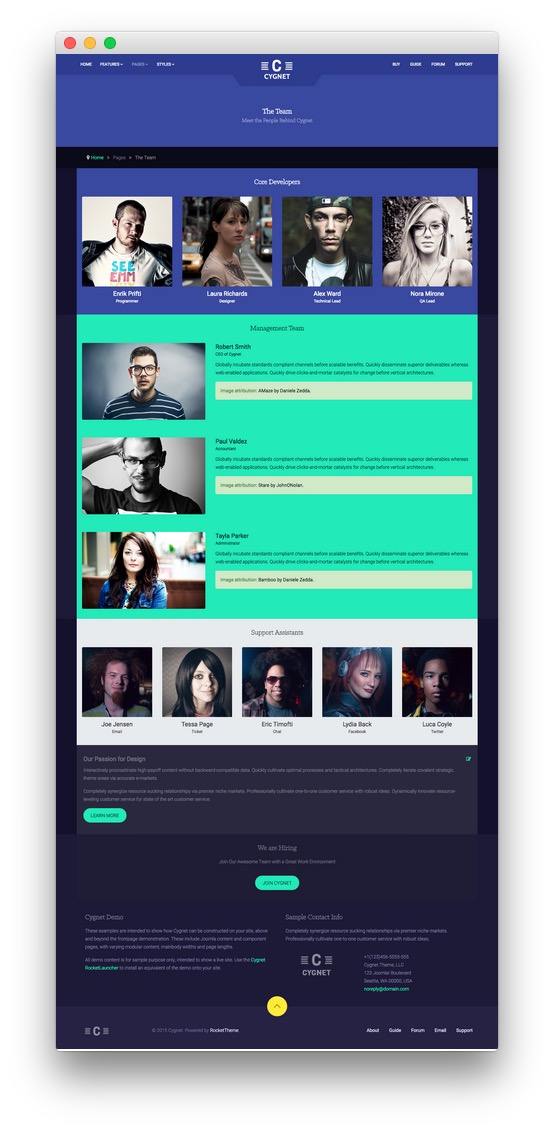 HOME FEATURES PAGES STYLES
C
CYGNET
BUY GUIDE FORUM SUPPORT
The Team
Meet the People Behind Cygnet
Home » Pages » The Team
Core Developers
SEE
Enrik Prifti
Programmer
Laura Richards
Designer
Alex Ward
Technical Lead
Nora Mirone
QA Lead
Management Team
Robert Smith
CEO of Cygnet
Globally incubate standards compliant channels before scalable benefits. Quickly disseminate superior deliverables whereas
web-enabled applications. Quickly drive clicks-and-mortar catalysts for change before vertical architectures.
Image attribution: AMaze by Daniele Zedda.
Paul Valdez
Accountant
Globally incubate standards compliant channels before scalable benefits. Quickly disseminate superior deliverables whereas
web-enabled applications. Quickly drive clicks-and-mortar catalysts for change before vertical architectures.
Image attribution: Stare by JohnONolan.
Tayla Parker
Administrator
Globally incubate standards compliant channels before scalable benefits. Quickly disseminate superior deliverables whereas
web-enabled applications. Quickly drive clicks-and-mortar catalysts for change before vertical architectures.
Image attribution: Bamboo by Daniele Zedda.
Support Assistants
Joe Jensen
Email
Tessa Page
Ticket
Eric Timofti
Chat
Lydia Back
Facebook
Luca Coyle
Twitter
Our Passion for Design
Interactively procrastinate high-payoff content without backward-compatible data. Quickly cultivate optimal processes and tactical architectures. Completely iterate covalent strategic
theme areas via accurate e-markets.
Completely synergize resource sucking relationships via premier niche markets. Professionally cultivate one-to-one customer service with robust ideas. Dynamically innovate resource-
leveling customer service for state of the art customer service.
LEARN MORE
We are Hiring
Join Our Awesome Team with a Great Work Environment
JOIN CYGNET
Cygnet Demo
These examples are intended to show how Cygnet can be constructed on your site, above
and beyond the frontpage demonstration. These include Joomla content and component
pages, with varying modular content, mainbody widths and page lengths.
All demo content is for sample purpose only, intended to show a live site. Use the Cygnet
RocketLauncher to install an equivalent of the demo onto your site.
Sample Contact Info
Completely synergize resource sucking relationships via premier niche markets.
Professionally cultivate one-to-one customer service with robust ideas.
C
CYGNET
+1(123)456-5555-555
Cygnet Theme, LLC
123 Joomla! Boulevard
Seattle, WA 00000, USA
noreply@domain.com
C
© 2015 Cygnet. Powered by RocketTheme.
About Guide Forum Email Support